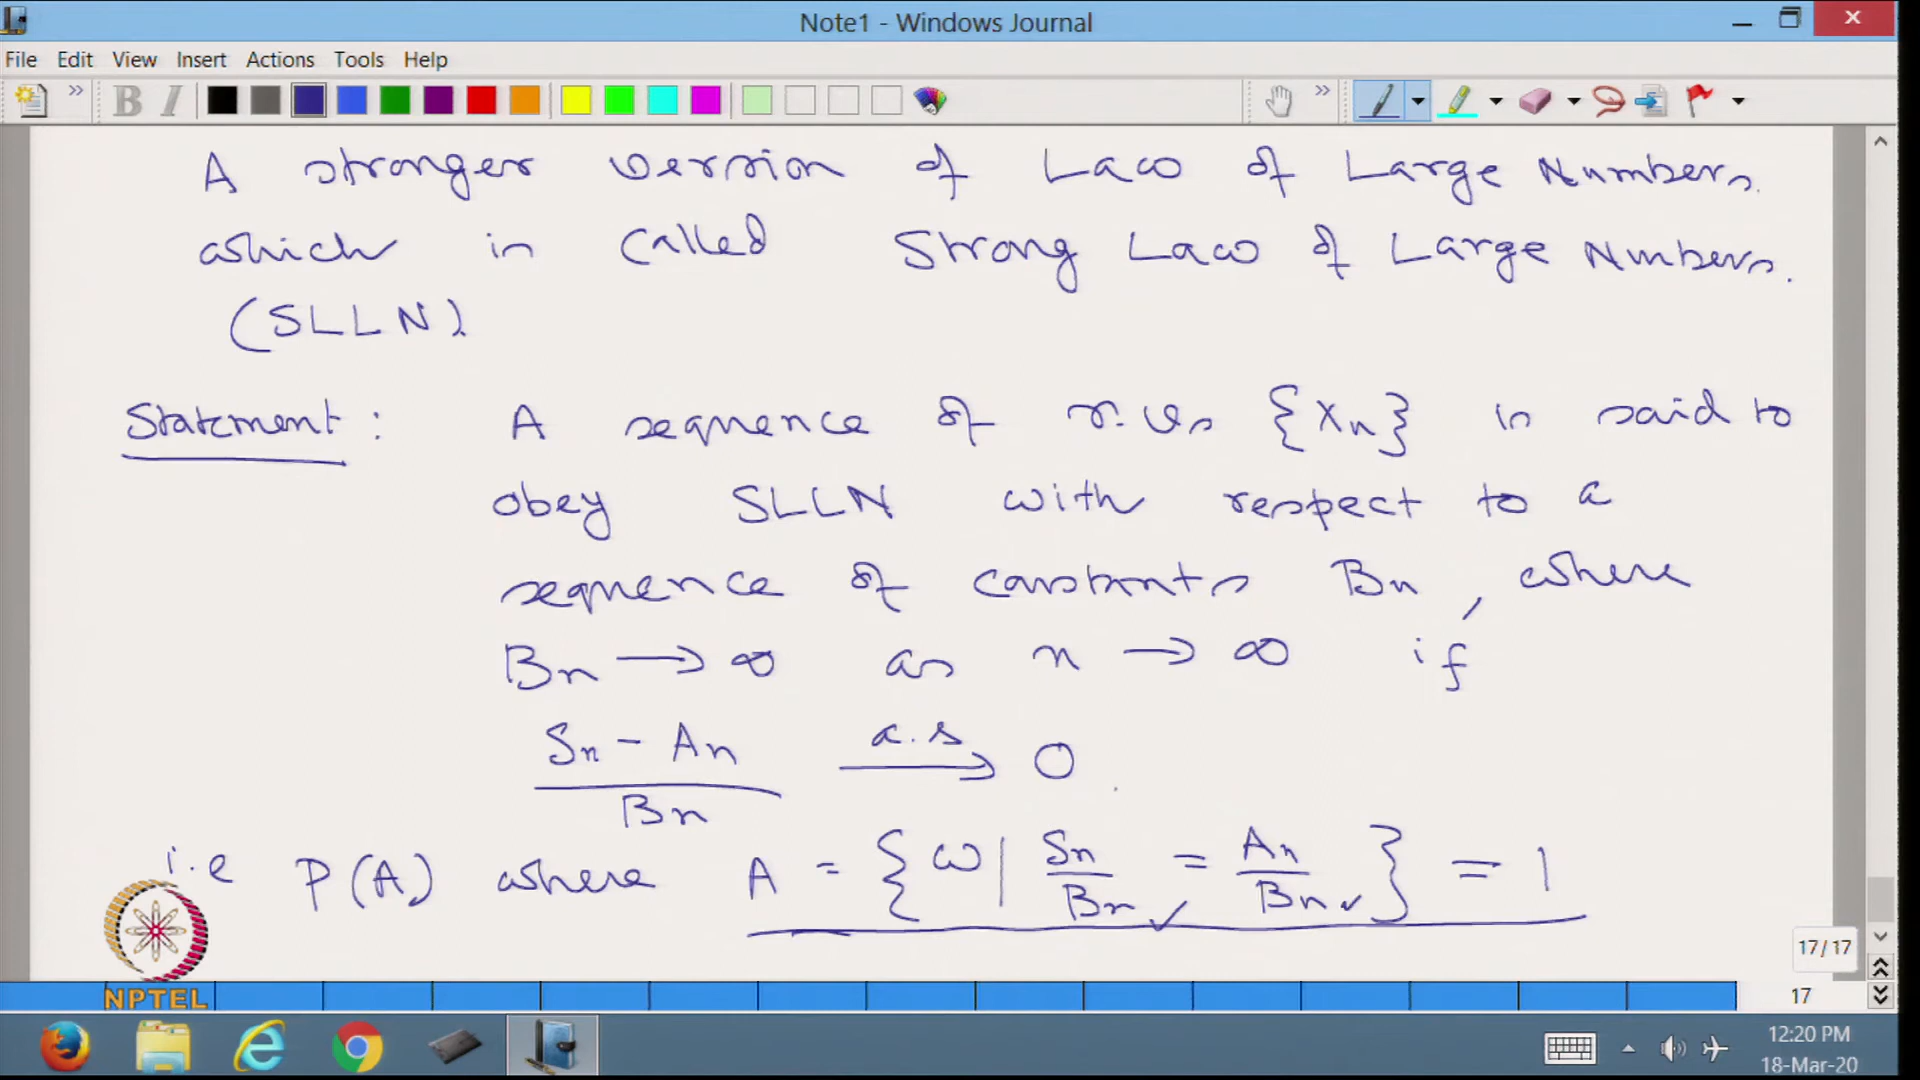 Note1 - Windows Journal
File Edit View Insert Actions Tools Help
B I
A stronger version of Law of Large Numbers.
which is called Strong Law of Large Numbers.
(SLLN)
Statement: A sequence of r.vs {Xn} is said to
obey SLLN with respect to a
sequence of constants Bn, where
Bn → ∞ as n → ∞ if
(Sn - An) / Bn a.s → 0.
i.e P(A) where A = {ω | Sn/Bn = An/Bn} = 1
NPTEL
17/17
17
12:20 PM
18-Mar-20